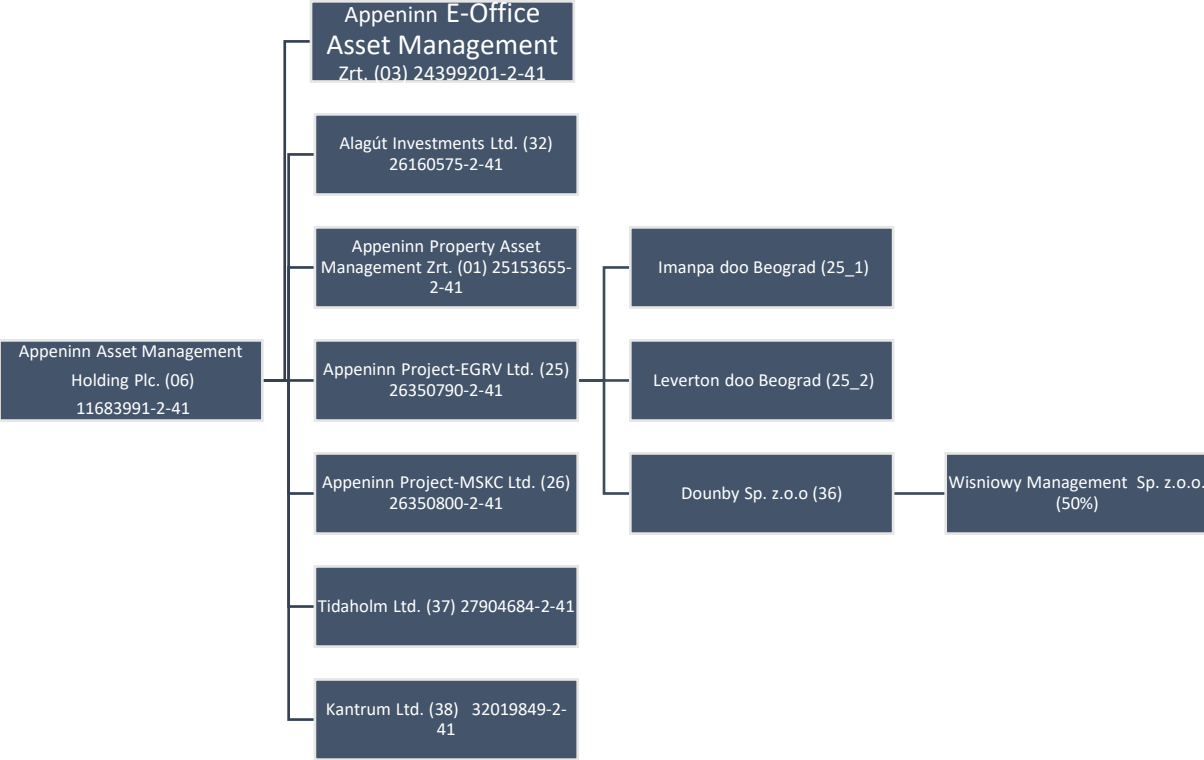 Appeninn E-Office
Asset Management
Zrt. (03) 24399201-2-41
Alagút Investments Ltd. (32)
26160575-2-41
Appeninn Property Asset
Management Zrt. (01) 25153655-
2-41
Imanpa doo Beograd (25_1)
Appeninn Asset Management
Holding Plc. (06)
11683991-2-41
Appeninn Project-EGRV Ltd. (25)
26350790-2-41
Leverton doo Beograd (25_2)
Appeninn Project-MSKC Ltd. (26)
26350800-2-41
Dounby Sp. z.o.o (36)
Wisniowy Management Sp. z.o.o.
(50%)
Tidaholm Ltd. (37) 27904684-2-41
Kantrum Ltd. (38) 32019849-2-
41